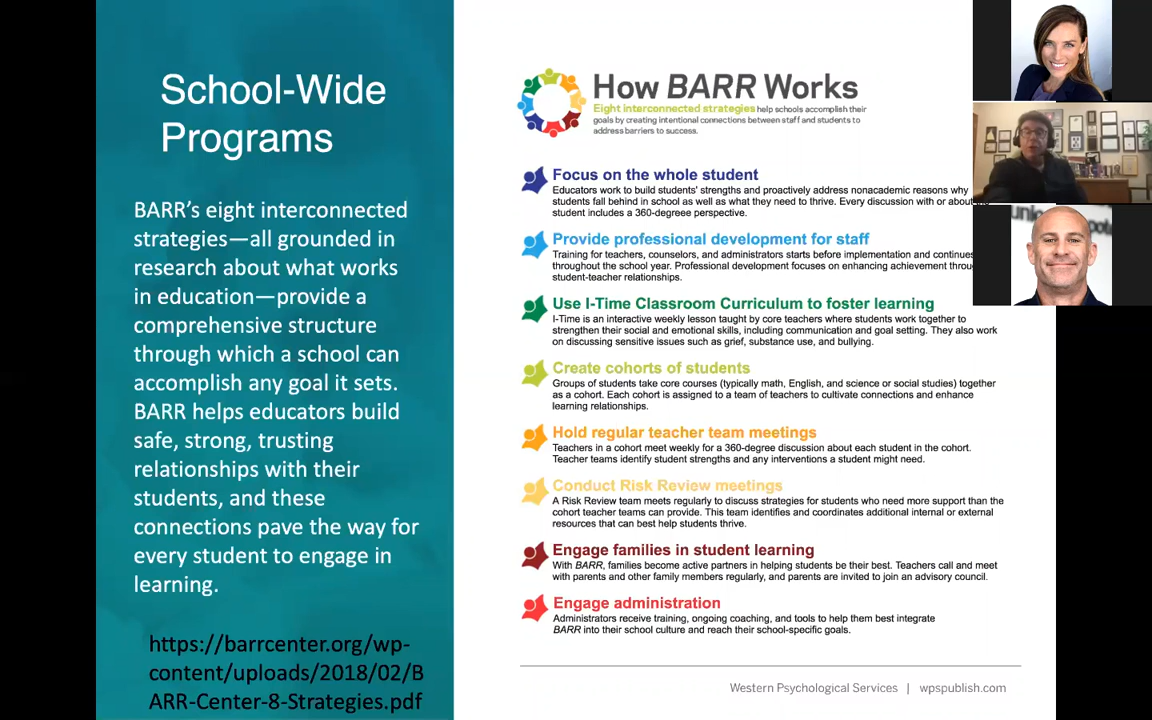 School-Wide
Programs
BARR's eight interconnected
strategies—all grounded in
research about what works
in education—provide a
comprehensive structure
through which a school can
accomplish any goal it sets.
BARR helps educators build
safe, strong, trusting
relationships with their
students, and these
connections pave the way for
every student to engage in
learning.
https://barrcenter.org/wp-
content/uploads/2018/02/B
ARR-Center-8-Strategies.pdf
How BARR Works
Eight interconnected strategies help schools accomplish their
goals by creating intentional connections between staff and students to
address barriers to success.
Focus on the whole student
Educators work to build students' strengths and proactively address nonacademic reasons why
students fall behind in school as well as what they need to thrive. Every discussion with or about the
student includes a 360-degreee perspective.
Provide professional development for staff
Training for teachers, counselors, and administrators starts before implementation and continues
throughout the school year. Professional development focuses on enhancing achievement throu
student-teacher relationships.
Use I-Time Classroom Curriculum to foster learning
I-Time is an interactive weekly lesson taught by core teachers where students work together to
strengthen their social and emotional skills, including communication and goal setting. They also work
on discussing sensitive issues such as grief, substance use, and bullying.
Create cohorts of students
Groups of students take core courses (typically math, English, and science or social studies) together
as a cohort. Each cohort is assigned to a team of teachers to cultivate connections and enhance
learning relationships.
Hold regular teacher team meetings
Teachers in a cohort meet weekly for a 360-degree discussion about each student in the cohort.
Teacher teams identify student strengths and any interventions a student might need.
Conduct Risk Review meetings
A Risk Review team meets regularly to discuss strategies for students who need more support than the
cohort teacher teams can provide. This team identifies and coordinates additional internal or external
resources that can best help students thrive.
Engage families in student learning
With BARR, families become active partners in helping students be their best. Teachers call and meet
with parents and other family members regularly, and parents are invited to join an advisory council.
Engage administration
Administrators receive training, ongoing coaching, and tools to help them best integrate
BARR into their school culture and reach their school-specific goals.
Western Psychological Services | wpspublish.com